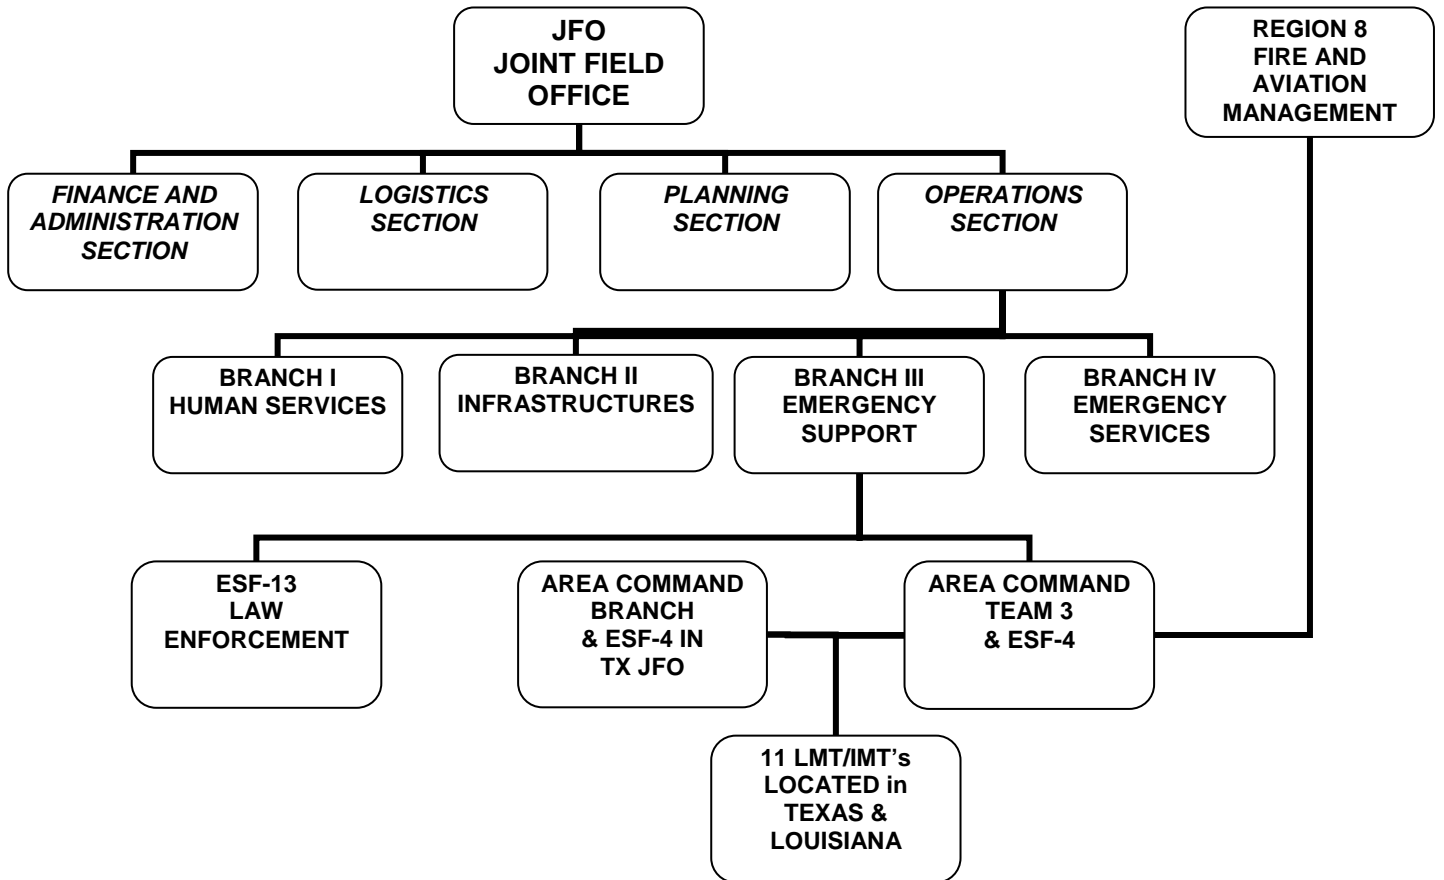 JFO
JOINT FIELD
OFFICE
REGION 8
FIRE AND
AVIATION
MANAGEMENT
FINANCE AND
ADMINISTRATION
SECTION
LOGISTICS
SECTION
PLANNING
SECTION
OPERATIONS
SECTION
BRANCH I
HUMAN SERVICES
BRANCH II
INFRASTRUCTURES
BRANCH III
EMERGENCY
SUPPORT
BRANCH IV
EMERGENCY
SERVICES
ESF-13
LAW
ENFORCEMENT
AREA COMMAND
BRANCH
& ESF-4 IN
TX JFO
AREA COMMAND
TEAM 3
& ESF-4
11 LMT/IMT’s
LOCATED in
TEXAS &
LOUISIANA